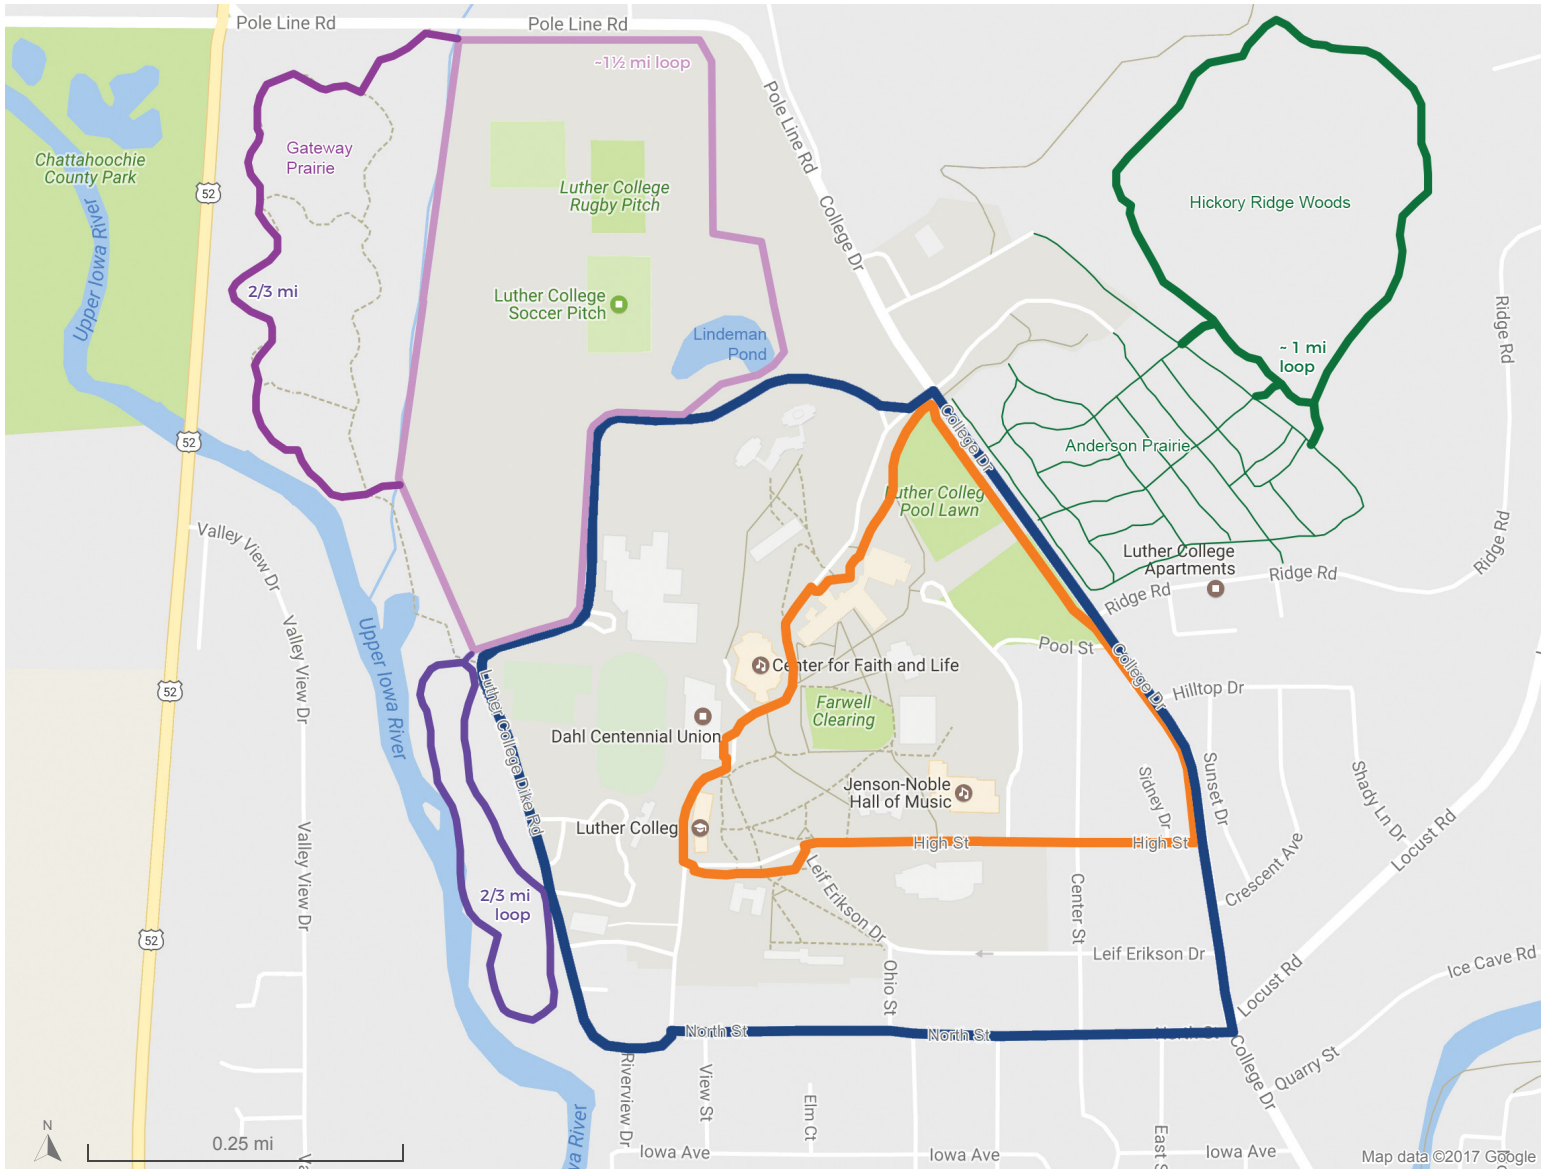 Pole Line Rd
Pole Line Rd
~1½ mi loop
Pole Line Rd
Chattahoochie
County Park
Gateway
Prairie
52
Luther College
Rugby Pitch
Hickory Ridge Woods
College Dr
Upper Iowa River
2/3 mi
Luther College
Soccer Pitch
Lindeman
Pond
Ridge Rd
~ 1 mi
loop
College Dr
52
Anderson Prairie
Luther Colleg
Pool Lawn
Valley View Dr
Ridge Rd
Luther College
Apartments
Ridge Rd
Ridge Rd
Valley View Dr
Upper Iowa River
Pool St
Center for Faith and Life
College Dr
Hilltop Dr
52
Farwell
Clearing
Dahl Centennial Union
Luther College Dike Rd
Jenson-Noble
Hall of Music
Sidney Dr
Sunset Dr
Shady Ln Dr
Locust Rd
Luther Colleg
High St
High St
Valley View Dr
2/3 mi
loop
Leif Erikson Dr
Center St
Crescent Ave
52
Leif Erikson Dr
Ice Cave Rd
Ohio St
Locust Rd
North St
North St
North St
College Dr
Quarry St
Riverview Dr
View St
Elm Ct
East S
N
0.25 mi
Va
wa River
Iowa Ave
Iowa Ave
Iowa Ave
Map data ©2017 Google